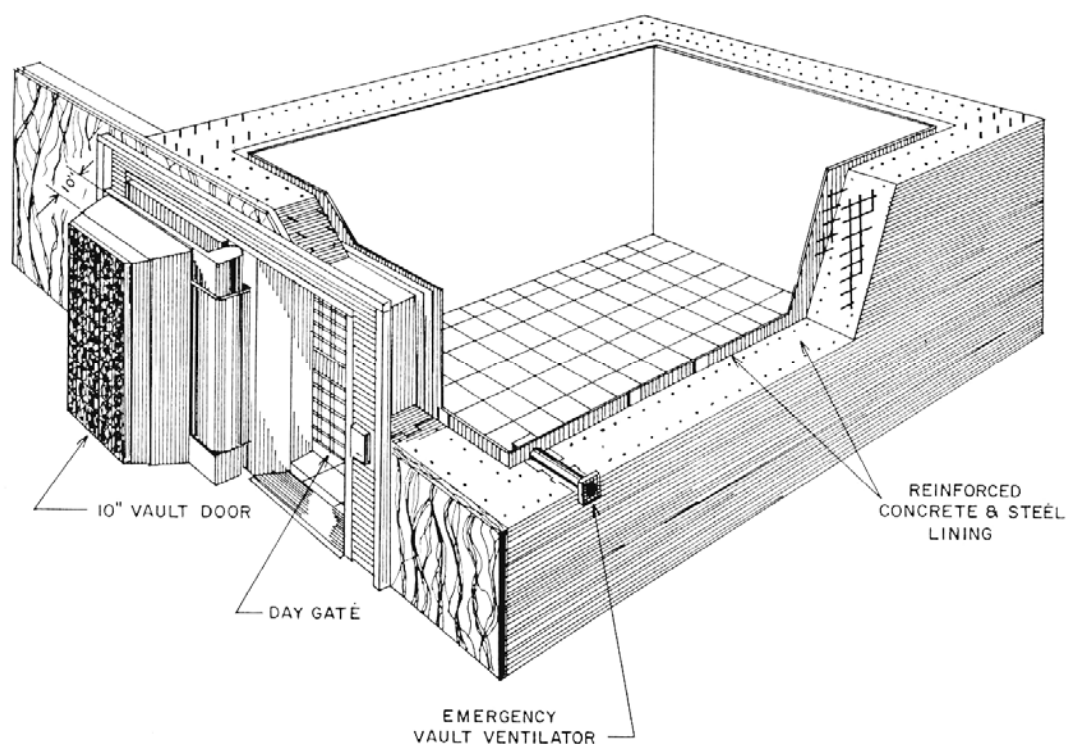 10"
10" VAULT DOOR
DAY GATE
EMERGENCY
VAULT VENTILATOR
REINFORCED
CONCRETE & STEEL
LINING